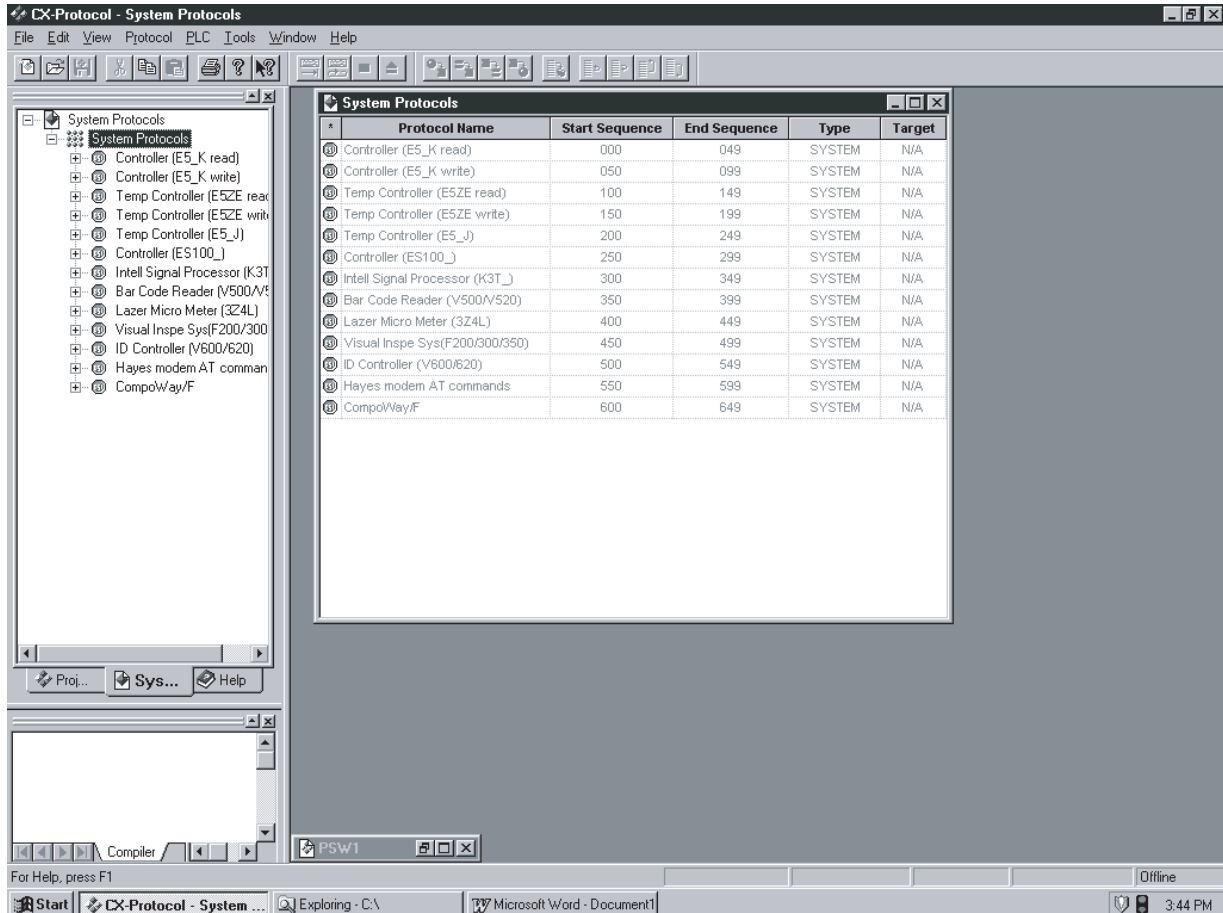 CX-Protocol - System Protocols
File Edit View Protocol PLC Tools Window Help
System Protocols
System Protocols
Controller (E5_K read)
Controller (E5_K write)
Temp Controller (E5ZE read
Temp Controller (E5ZE write
Temp Controller (E5_J)
Controller (ES100_)
Intell Signal Processor (K3T
Bar Code Reader (V500/V5
Lazer Micro Meter (3Z4L)
Visual Inspe Sys(F200/300
ID Controller (V600/620)
Hayes modem AT comman
CompoWay/F
Proj... Sys... Help
System Protocols
* Protocol Name Start Sequence End Sequence Type Target
Controller (E5_K read) 000 049 SYSTEM N/A
Controller (E5_K write) 050 099 SYSTEM N/A
Temp Controller (E5ZE read) 100 149 SYSTEM N/A
Temp Controller (E5ZE write) 150 199 SYSTEM N/A
Temp Controller (E5_J) 200 249 SYSTEM N/A
Controller (ES100_) 250 299 SYSTEM N/A
Intell Signal Processor (K3T_) 300 349 SYSTEM N/A
Bar Code Reader (V500/V520) 350 399 SYSTEM N/A
Lazer Micro Meter (3Z4L) 400 449 SYSTEM N/A
Visual Inspe Sys(F200/300/350) 450 499 SYSTEM N/A
ID Controller (V600/620) 500 549 SYSTEM N/A
Hayes modem AT commands 550 599 SYSTEM N/A
CompoWay/F 600 649 SYSTEM N/A
Compiler
PSW1
For Help, press F1 Offline
Start CX-Protocol - System ... Exploring - C:\ Microsoft Word - Document1 3:44 PM